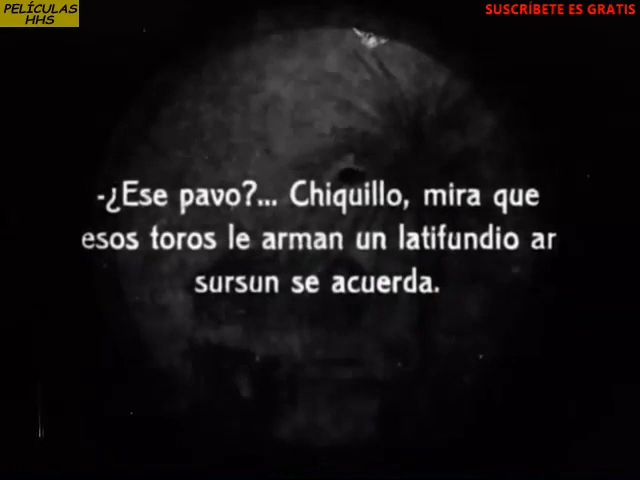 PELÍCULAS
HHS
SUSCRÍBETE ES GRATIS
-¿Ese pavo?... Chiquillo, mira que
esos toros le arman un latifundio ar
sursun se acuerda.